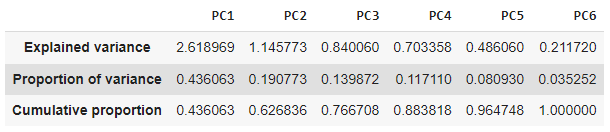 PC1 PC2 PC3 PC4 PC5 PC6
Explained variance 2.618969 1.145773 0.840060 0.703358 0.486060 0.211720
Proportion of variance 0.436063 0.190773 0.139872 0.117110 0.080930 0.035252
Cumulative proportion 0.436063 0.626836 0.766708 0.883818 0.964748 1.000000